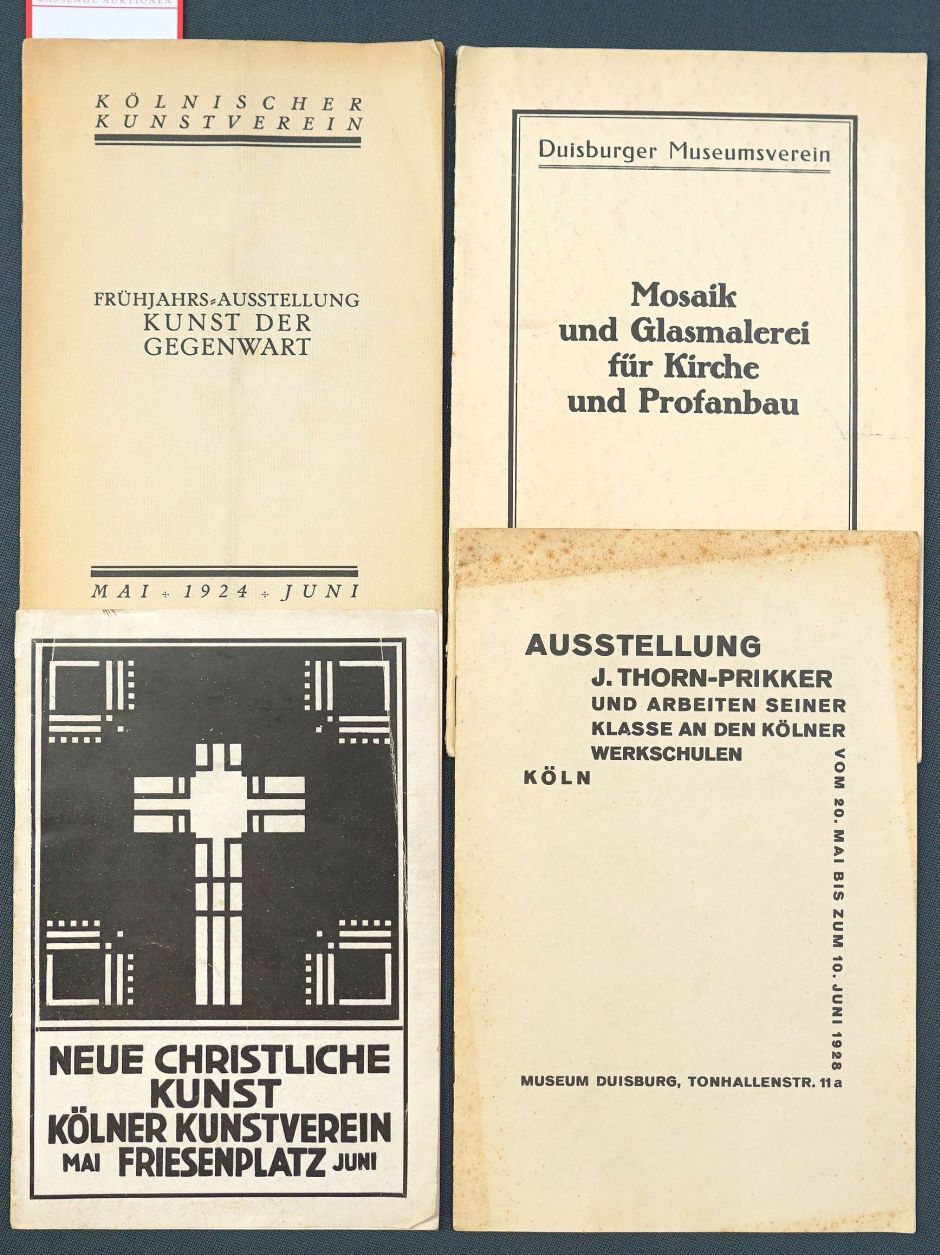 BASSENGE AUKTIONEN
KÖLNISCHER
KUNSTVEREIN
FRÜHJAHRS=AUSSTELLUNG
KUNST DER
GEGENWART
MAI ⁘ 1924 ⁘ JUNI
Duisburger Museumsverein
Mosaik
und Glasmalerei
für Kirche
und Profanbau
NEUE CHRISTLICHE
KUNST
KÖLNER KUNSTVEREIN
MAI FRIESENPLATZ JUNI
AUSSTELLUNG
J. THORN-PRIKKER
UND ARBEITEN SEINER
KLASSE AN DEN KÖLNER
WERKSCHULEN
KÖLN
VOM 20. MAI BIS ZUM 10. JUNI 1928
MUSEUM DUISBURG, TONHALLENSTR. 11a